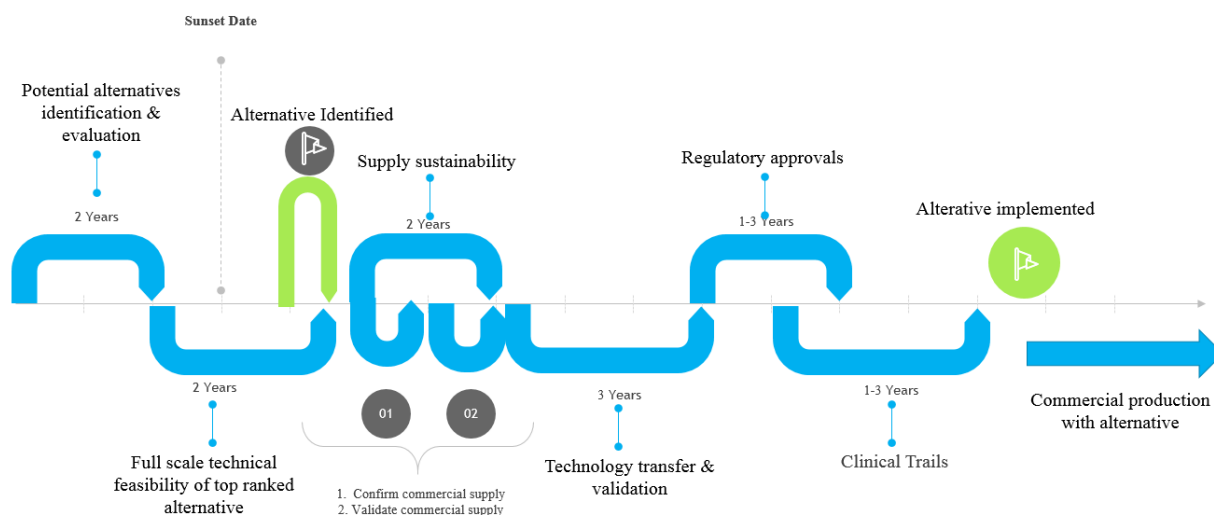 Sunset Date
Potential alternatives
identification &
evaluation
2 Years
Alternative Identified
Supply sustainability
2 Years
Regulatory approvals
1-3 Years
Alterative implemented
2 Years
Full scale technical
feasibility of top ranked
alternative
01
02
1. Confirm commercial supply
2. Validate commercial supply
3 Years
Technology transfer &
validation
1-3 Years
Clinical Trails
Commercial production
with alternative